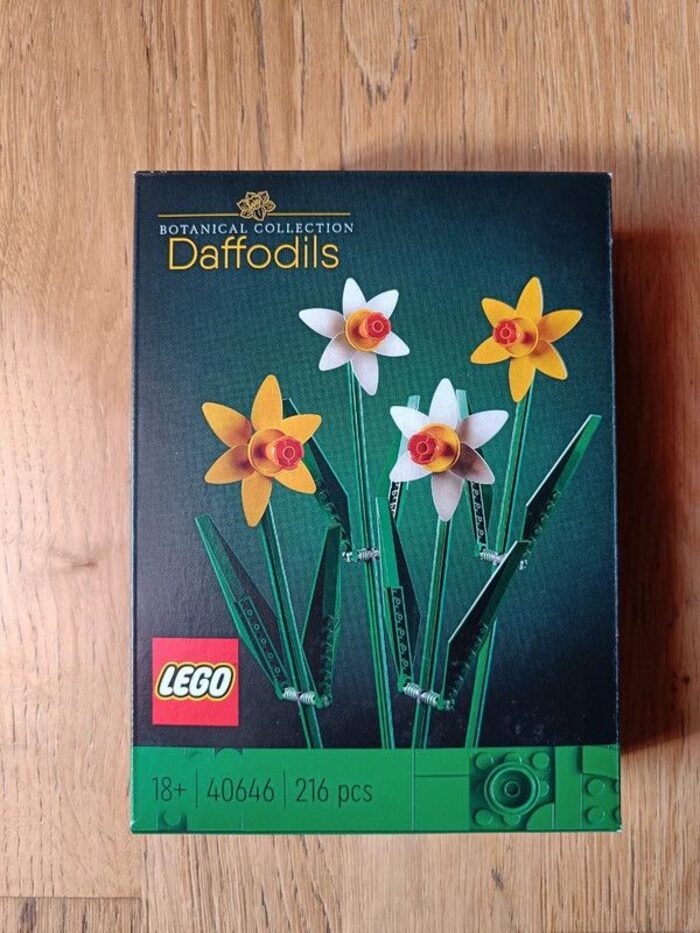 BOTANICAL COLLECTION
Daffodils
LEGO
18+ | 40646 | 216 pcs